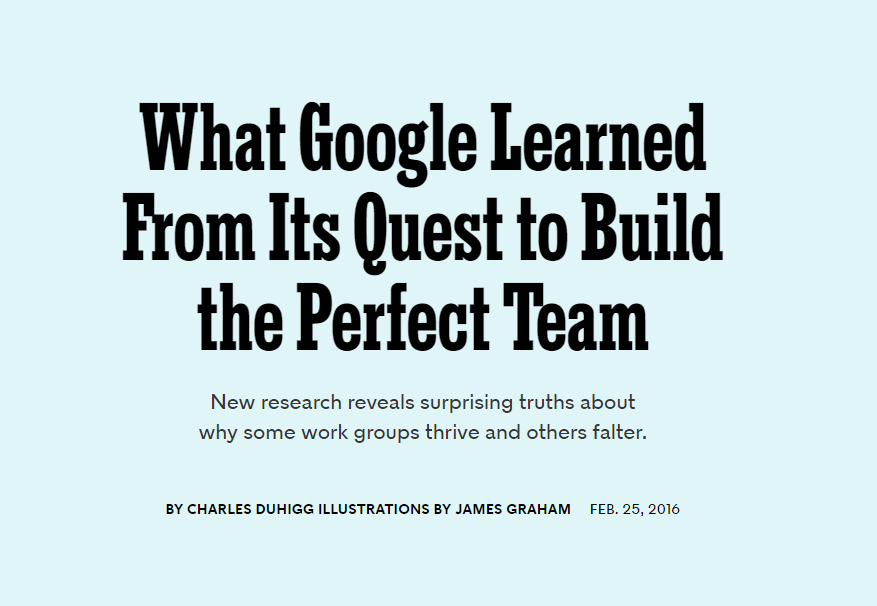 What Google Learned
From Its Quest to Build
the Perfect Team
New research reveals surprising truths about
why some work groups thrive and others falter.
BY CHARLES DUHIGG ILLUSTRATIONS BY JAMES GRAHAM FEB. 25, 2016